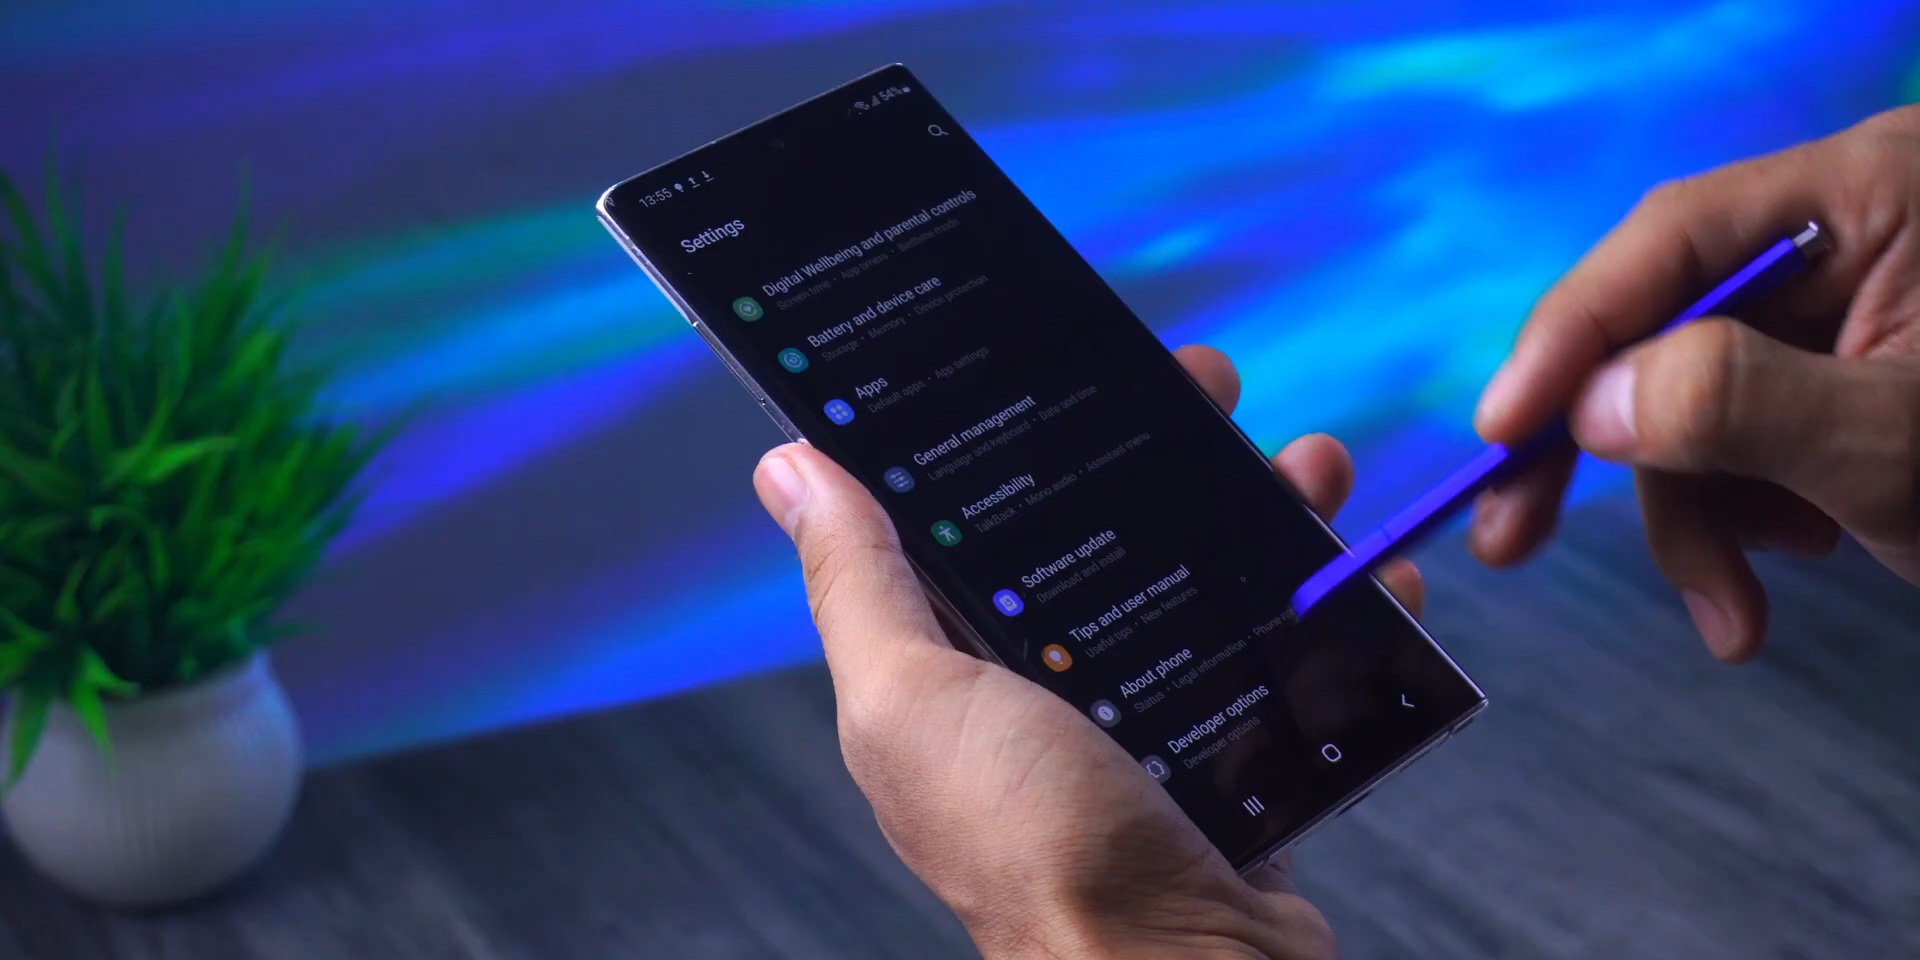 13:55
54%
Settings
Digital Wellbeing and parental controls
Screen time • App timers • Bedtime mode
Battery and device care
Storage • Memory • Device protection
Apps
Default apps • App settings
General management
Language and keyboard • Date and time
Accessibility
TalkBack • Mono audio • Assistant menu
Software update
Download and install
Tips and user manual
Useful tips • New features
About phone
Status • Legal information • Phone
Developer options
Developer options